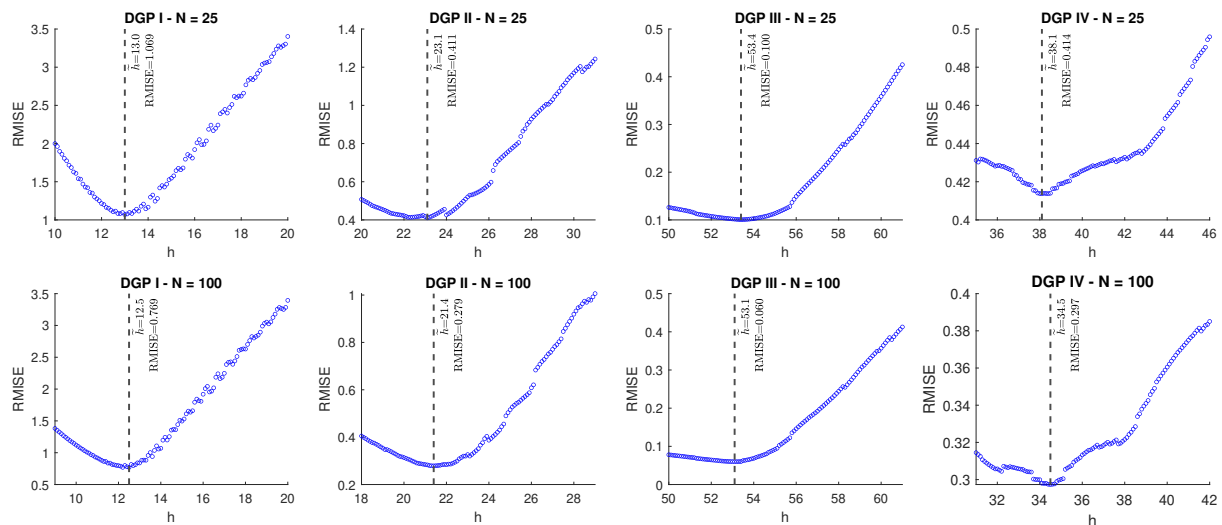 DGP I - N = 25
3.5
3
2.5
2
1.5
1
RMISE
10 12 14 16 18 20
h
h̃=13.0
RMISE=1.069
DGP II - N = 25
1.4
1.2
1
0.8
0.6
0.4
RMISE
20 22 24 26 28 30
h
h̃=23.1
RMISE=0.411
DGP III - N = 25
0.5
0.4
0.3
0.2
0.1
RMISE
50 52 54 56 58 60
h
h̃=53.4
RMISE=0.100
DGP IV - N = 25
0.5
0.48
0.46
0.44
0.42
0.4
RMISE
36 38 40 42 44 46
h
h̃=38.1
RMISE=0.414
DGP I - N = 100
3.5
3
2.5
2
1.5
1
0.5
RMISE
10 12 14 16 18 20
h
h̃=12.5
RMISE=0.769
DGP II - N = 100
1
0.8
0.6
0.4
0.2
RMISE
18 20 22 24 26 28
h
h̃=21.4
RMISE=0.279
DGP III - N = 100
0.5
0.4
0.3
0.2
0.1
0
RMISE
50 52 54 56 58 60
h
h̃=53.1
RMISE=0.060
DGP IV - N = 100
0.4
0.38
0.36
0.34
0.32
0.3
RMISE
32 34 36 38 40 42
h
h̃=34.5
RMISE=0.297